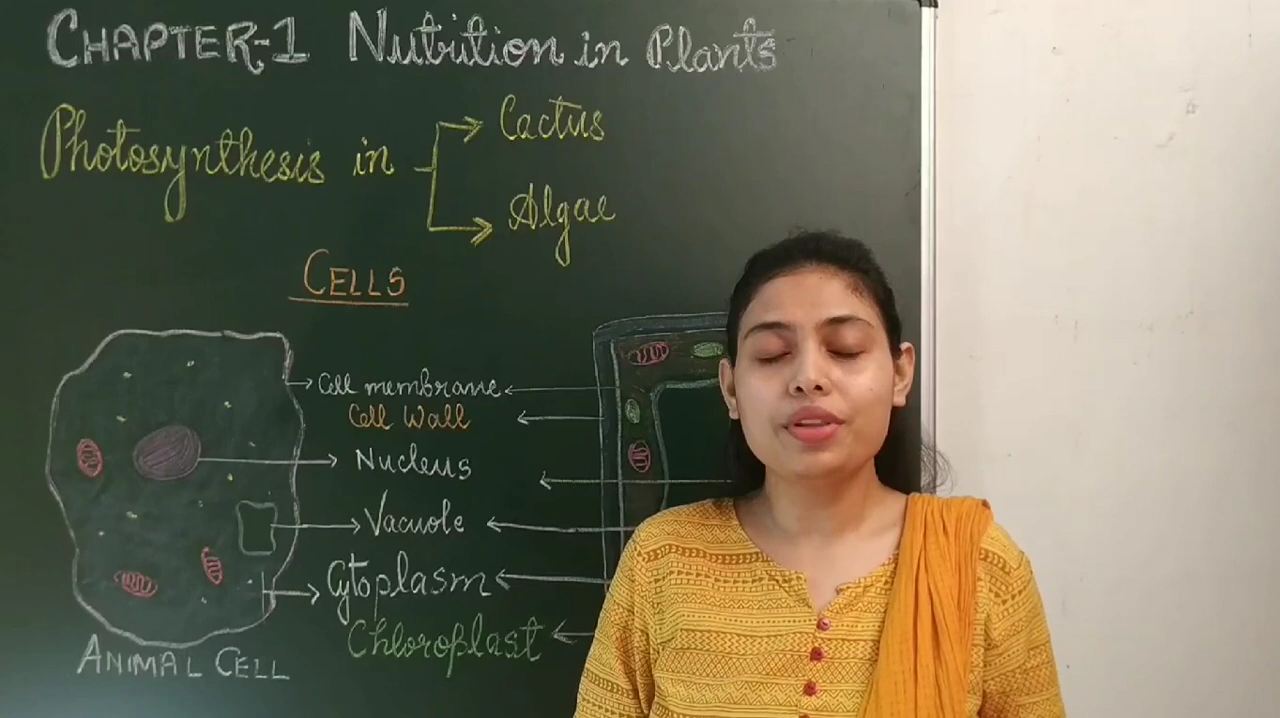 CHAPTER-1 Nutrition in Plants
Photosynthesis in
Cactus
Algae
CELLS
Cell membrane
Cell Wall
Nucleus
Vacuole
Cytoplasm
Chloroplast
ANIMAL CELL